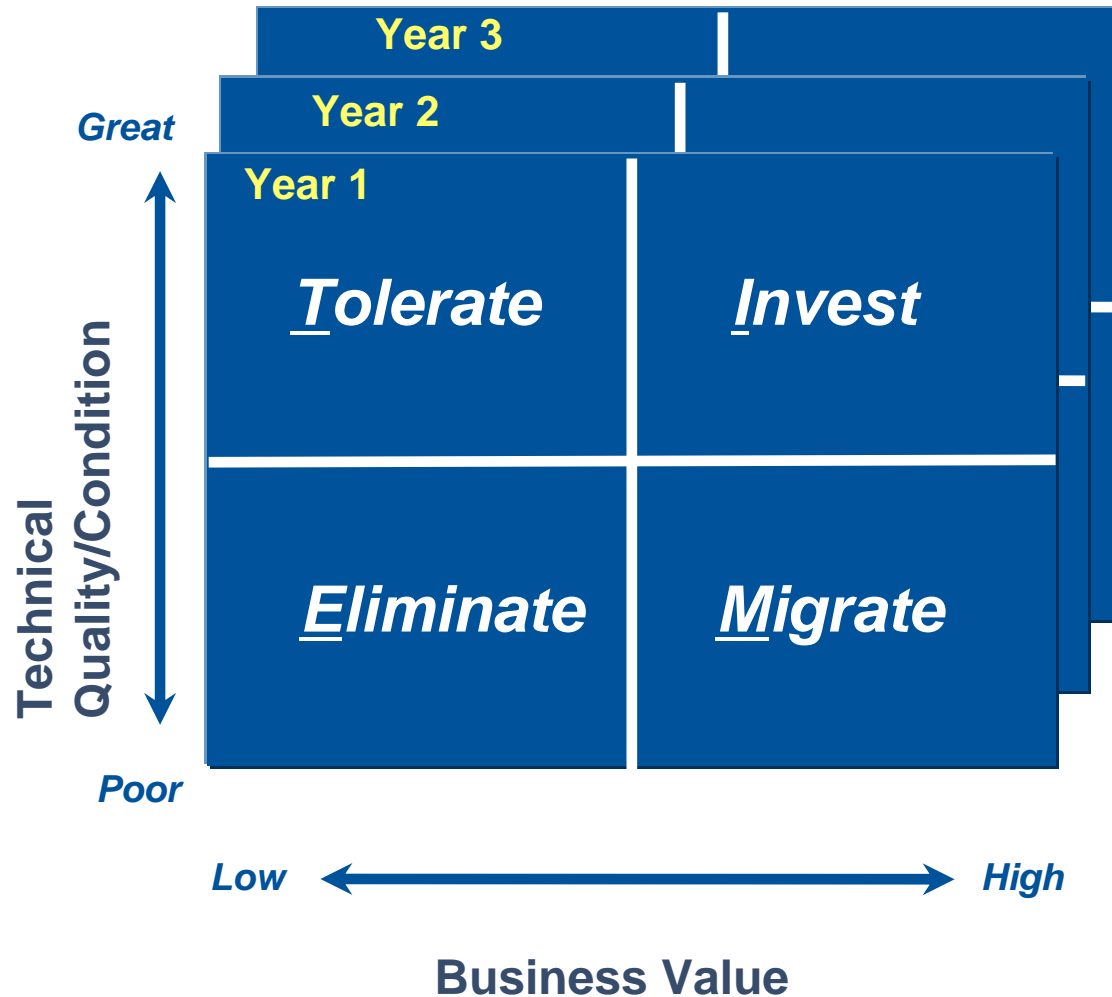 Year 3
Year 2
Great
Year 1
Tolerate
Invest
Technical
Quality/Condition
Eliminate
Migrate
Poor
Low
High
Business Value